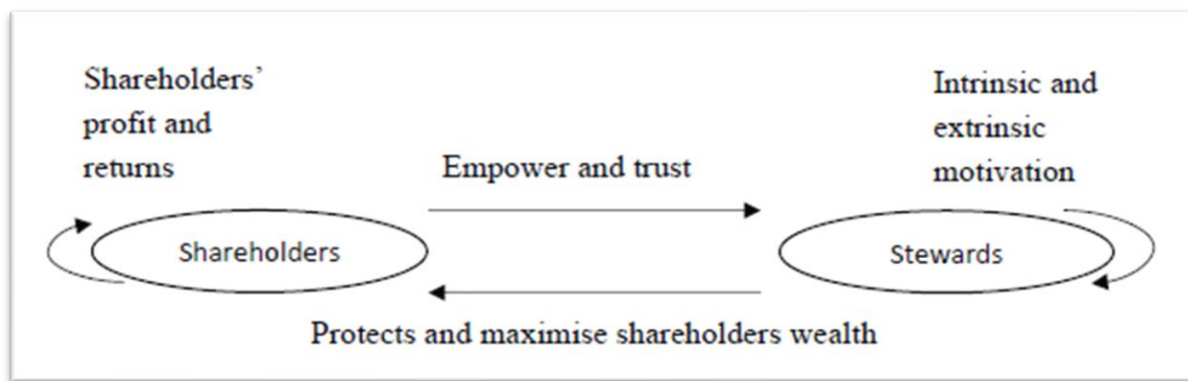 Shareholders’
profit and
returns
Intrinsic and
extrinsic
motivation
Empower and trust
Shareholders
Stewards
Protects and maximise shareholders wealth